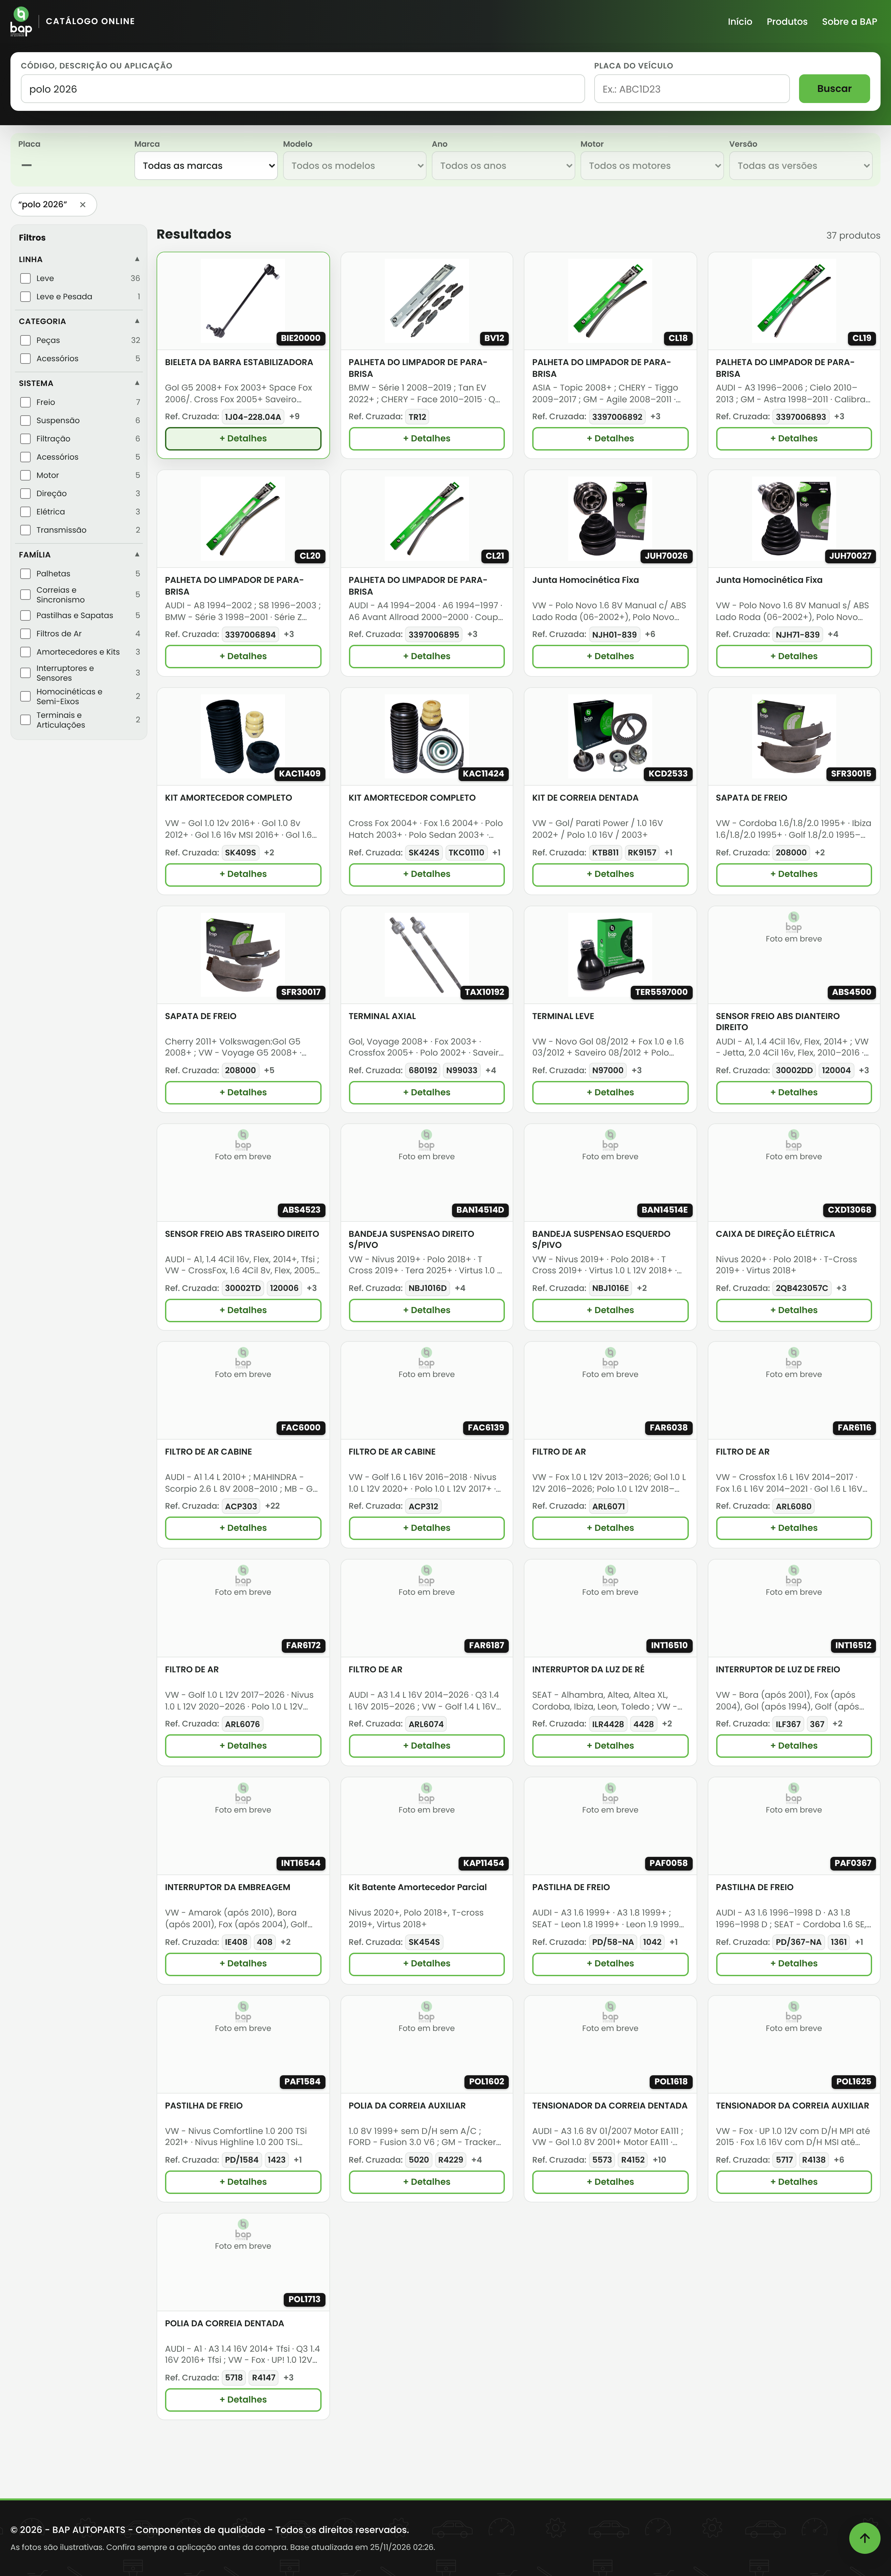 bap
CATÁLOGO ONLINE
Início
Produtos
Sobre a BAP
CÓDIGO, DESCRIÇÃO OU APLICAÇÃO
PLACA DO VEÍCULO
polo 2026
Ex.: ABC1D23
Buscar
Placa
Marca
Modelo
Ano
Motor
Versão
—
Todas as marcas
Todos os modelos
Todos os anos
Todos os motores
Todas as versões
"polo 2026" ×
Filtros
LINHA
Leve 36
Leve e Pesada 1
CATEGORIA
Peças 32
Acessórios 5
SISTEMA
Freio 7
Suspensão 6
Filtração 6
Acessórios 5
Motor 5
Direção 3
Elétrica 3
Transmissão 2
FAMÍLIA
Palhetas 5
Correias e
Sincronismo 5
Pastilhas e Sapatas 5
Filtros de Ar 4
Amortecedores e Kits 3
Interruptores e
Sensores 3
Homocinéticas e
Semi-Eixos 2
Terminais e
Articulações 2
Resultados
37 produtos
BIE20000
BIELETA DA BARRA ESTABILIZADORA
Gol G5 2008+ Fox 2003+ Space Fox
2006/. Cross Fox 2005+ Saveiro...
Ref. Cruzada: 1J04-228.04A +9
+ Detalhes
BV12
PALHETA DO LIMPADOR DE PARA-
BRISA
BMW - Série 1 2008–2019 ; Tan EV
2022+ ; CHERY - Face 2010–2015 · Q...
Ref. Cruzada: TR12
+ Detalhes
CL18
PALHETA DO LIMPADOR DE PARA-
BRISA
ASIA - Topic 2008+ ; CHERY - Tiggo
2009–2017 ; GM - Agile 2008–2011 ·...
Ref. Cruzada: 3397006892 +3
+ Detalhes
CL19
PALHETA DO LIMPADOR DE PARA-
BRISA
AUDI - A3 1996–2006 ; Cielo 2010–
2013 ; GM - Astra 1998–2011 · Calibra...
Ref. Cruzada: 3397006893 +3
+ Detalhes
CL20
PALHETA DO LIMPADOR DE PARA-
BRISA
AUDI - A8 1994–2002 ; S8 1996–2003 ;
BMW - Série 3 1998–2001 · Série Z...
Ref. Cruzada: 3397006894 +3
+ Detalhes
CL21
PALHETA DO LIMPADOR DE PARA-
BRISA
AUDI - A4 1994–2004 · A6 1994–1997 ·
A6 Avant Allroad 2000–2000 · Coup...
Ref. Cruzada: 3397006895 +3
+ Detalhes
bap
JUH70026
Junta Homocinética Fixa
VW - Polo Novo 1.6 8V Manual c/ ABS
Lado Roda (06-2002+), Polo Novo...
Ref. Cruzada: NJH01-839 +6
+ Detalhes
bap
JUH70027
Junta Homocinética Fixa
VW - Polo Novo 1.6 8V Manual s/ ABS
Lado Roda (06-2002+), Polo Novo...
Ref. Cruzada: NJH71-839 +4
+ Detalhes
KAC11409
KIT AMORTECEDOR COMPLETO
VW - Gol 1.0 12v 2016+ · Gol 1.0 8v
2012+ · Gol 1.6 16v MSI 2016+ · Gol 1.6...
Ref. Cruzada: SK409S +2
+ Detalhes
KAC11424
KIT AMORTECEDOR COMPLETO
Cross Fox 2004+ · Fox 1.6 2004+ · Polo
Hatch 2003+ · Polo Sedan 2003+ ·...
Ref. Cruzada: SK424S TKC01110 +1
+ Detalhes
bap
KCD2533
KIT DE CORREIA DENTADA
VW - Gol/ Parati Power / 1.0 16V
2002+ / Polo 1.0 16V / 2003+
Ref. Cruzada: KTB811 RK9157 +1
+ Detalhes
SFR30015
SAPATA DE FREIO
VW - Cordoba 1.6/1.8/2.0 1995+ · Ibiza
1.6/1.8/2.0 1995+ · Golf 1.8/2.0 1995–...
Ref. Cruzada: 208000 +2
+ Detalhes
SFR30017
SAPATA DE FREIO
Cherry 2011+ Volkswagen:Gol G5
2008+ ; VW - Voyage G5 2008+ ·...
Ref. Cruzada: 208000 +5
+ Detalhes
TAX10192
TERMINAL AXIAL
Gol, Voyage 2008+ · Fox 2003+ ·
Crossfox 2005+ · Polo 2002+ · Saveir...
Ref. Cruzada: 680192 N99033 +4
+ Detalhes
bap
TER5597000
TERMINAL LEVE
VW - Novo Gol 08/2012 + Fox 1.0 e 1.6
03/2012 + Saveiro 08/2012 + Polo...
Ref. Cruzada: N97000 +3
+ Detalhes
bap
Foto em breve
ABS4500
SENSOR FREIO ABS DIANTEIRO
DIREITO
AUDI - A1, 1.4 4Cil 16v, Flex, 2014+ ; VW
- Jetta, 2.0 4Cil 16v, Flex, 2010–2016 ·...
Ref. Cruzada: 30002DD 120004 +3
+ Detalhes
bap
Foto em breve
ABS4523
SENSOR FREIO ABS TRASEIRO DIREITO
AUDI - A1, 1.4 4Cil 16v, Flex, 2014+, Tfsi ;
VW - CrossFox, 1.6 4Cil 8v, Flex, 2005...
Ref. Cruzada: 30002TD 120006 +3
+ Detalhes
bap
Foto em breve
BAN14514D
BANDEJA SUSPENSAO DIREITO
S/PIVO
VW - Nivus 2019+ · Polo 2018+ · T
Cross 2019+ · Tera 2025+ · Virtus 1.0 ...
Ref. Cruzada: NBJ1016D +4
+ Detalhes
bap
Foto em breve
BAN14514E
BANDEJA SUSPENSAO ESQUERDO
S/PIVO
VW - Nivus 2019+ · Polo 2018+ · T
Cross 2019+ · Virtus 1.0 L 12V 2018+ ·...
Ref. Cruzada: NBJ1016E +2
+ Detalhes
bap
Foto em breve
CXD13068
CAIXA DE DIREÇÃO ELÉTRICA
Nivus 2020+ · Polo 2018+ · T-Cross
2019+ · Virtus 2018+
Ref. Cruzada: 2QB423057C +3
+ Detalhes
bap
Foto em breve
FAC6000
FILTRO DE AR CABINE
AUDI - A1 1.4 L 2010+ ; MAHINDRA -
Scorpio 2.6 L 8V 2008–2010 ; MB - G...
Ref. Cruzada: ACP303 +22
+ Detalhes
bap
Foto em breve
FAC6139
FILTRO DE AR CABINE
VW - Golf 1.6 L 16V 2016–2018 · Nivus
1.0 L 12V 2020+ · Polo 1.0 L 12V 2017+ ·...
Ref. Cruzada: ACP312
+ Detalhes
bap
Foto em breve
FAR6038
FILTRO DE AR
VW - Fox 1.0 L 12V 2013–2026; Gol 1.0 L
12V 2016–2026; Polo 1.0 L 12V 2018–...
Ref. Cruzada: ARL6071
+ Detalhes
bap
Foto em breve
FAR6116
FILTRO DE AR
VW - Crossfox 1.6 L 16V 2014–2017 ·
Fox 1.6 L 16V 2014–2021 · Gol 1.6 L 16V...
Ref. Cruzada: ARL6080
+ Detalhes
bap
Foto em breve
FAR6172
FILTRO DE AR
VW - Golf 1.0 L 12V 2017–2026 · Nivus
1.0 L 12V 2020–2026 · Polo 1.0 L 12V...
Ref. Cruzada: ARL6076
+ Detalhes
bap
Foto em breve
FAR6187
FILTRO DE AR
AUDI - A3 1.4 L 16V 2014–2026 · Q3 1.4
L 16V 2015–2026 ; VW - Golf 1.4 L 16V...
Ref. Cruzada: ARL6074
+ Detalhes
bap
Foto em breve
INT16510
INTERRUPTOR DA LUZ DE RÉ
SEAT - Alhambra, Altea, Altea XL,
Cordoba, Ibiza, Leon, Toledo ; VW -...
Ref. Cruzada: ILR4428 4428 +2
+ Detalhes
bap
Foto em breve
INT16512
INTERRUPTOR DE LUZ DE FREIO
VW - Bora (após 2001), Fox (após
2004), Gol (após 1994), Golf (após...
Ref. Cruzada: ILF367 367 +2
+ Detalhes
bap
Foto em breve
INT16544
INTERRUPTOR DA EMBREAGEM
VW - Amarok (após 2010), Bora
(após 2001), Fox (após 2004), Golf...
Ref. Cruzada: IE408 408 +2
+ Detalhes
bap
Foto em breve
KAP11454
Kit Batente Amortecedor Parcial
Nivus 2020+, Polo 2018+, T-cross
2019+, Virtus 2018+
Ref. Cruzada: SK454S
+ Detalhes
bap
Foto em breve
PAF0058
PASTILHA DE FREIO
AUDI - A3 1.6 1999+ · A3 1.8 1999+ ;
SEAT - Leon 1.8 1999+ · Leon 1.9 1999...
Ref. Cruzada: PD/58-NA 1042 +1
+ Detalhes
bap
Foto em breve
PAF0367
PASTILHA DE FREIO
AUDI - A3 1.6 1996–1998 D · A3 1.8
1996–1998 D ; SEAT - Cordoba 1.6 SE,...
Ref. Cruzada: PD/367-NA 1361 +1
+ Detalhes
bap
Foto em breve
PAF1584
PASTILHA DE FREIO
VW - Nivus Comfortline 1.0 200 TSi
2021+ · Nivus Highline 1.0 200 TSi...
Ref. Cruzada: PD/1584 1423 +1
+ Detalhes
bap
Foto em breve
POL1602
POLIA DA CORREIA AUXILIAR
1.0 8V 1999+ sem D/H sem A/C ;
FORD - Fusion 3.0 V6 ; GM - Tracker...
Ref. Cruzada: 5020 R4229 +4
+ Detalhes
bap
Foto em breve
POL1618
TENSIONADOR DA CORREIA DENTADA
AUDI - A3 1.6 8V 01/2007 Motor EA111 ;
VW - Gol 1.0 8V 2001+ Motor EA111 ·...
Ref. Cruzada: 5573 R4152 +10
+ Detalhes
bap
Foto em breve
POL1625
TENSIONADOR DA CORREIA AUXILIAR
VW - Fox · UP 1.0 12V com D/H MPI até
2015 · Fox 1.6 16V com D/H MSI até...
Ref. Cruzada: 5717 R4138 +6
+ Detalhes
bap
Foto em breve
POL1713
POLIA DA CORREIA DENTADA
AUDI - A1 · A3 1.4 16V 2014+ Tfsi · Q3 1.4
16V 2016+ Tfsi ; VW - Fox · UP! 1.0 12V...
Ref. Cruzada: 5718 R4147 +3
+ Detalhes
© 2026 - BAP AUTOPARTS - Componentes de qualidade - Todos os direitos reservados.
As fotos são ilustrativas. Confira sempre a aplicação antes da compra. Base atualizada em 25/11/2026 02:26.